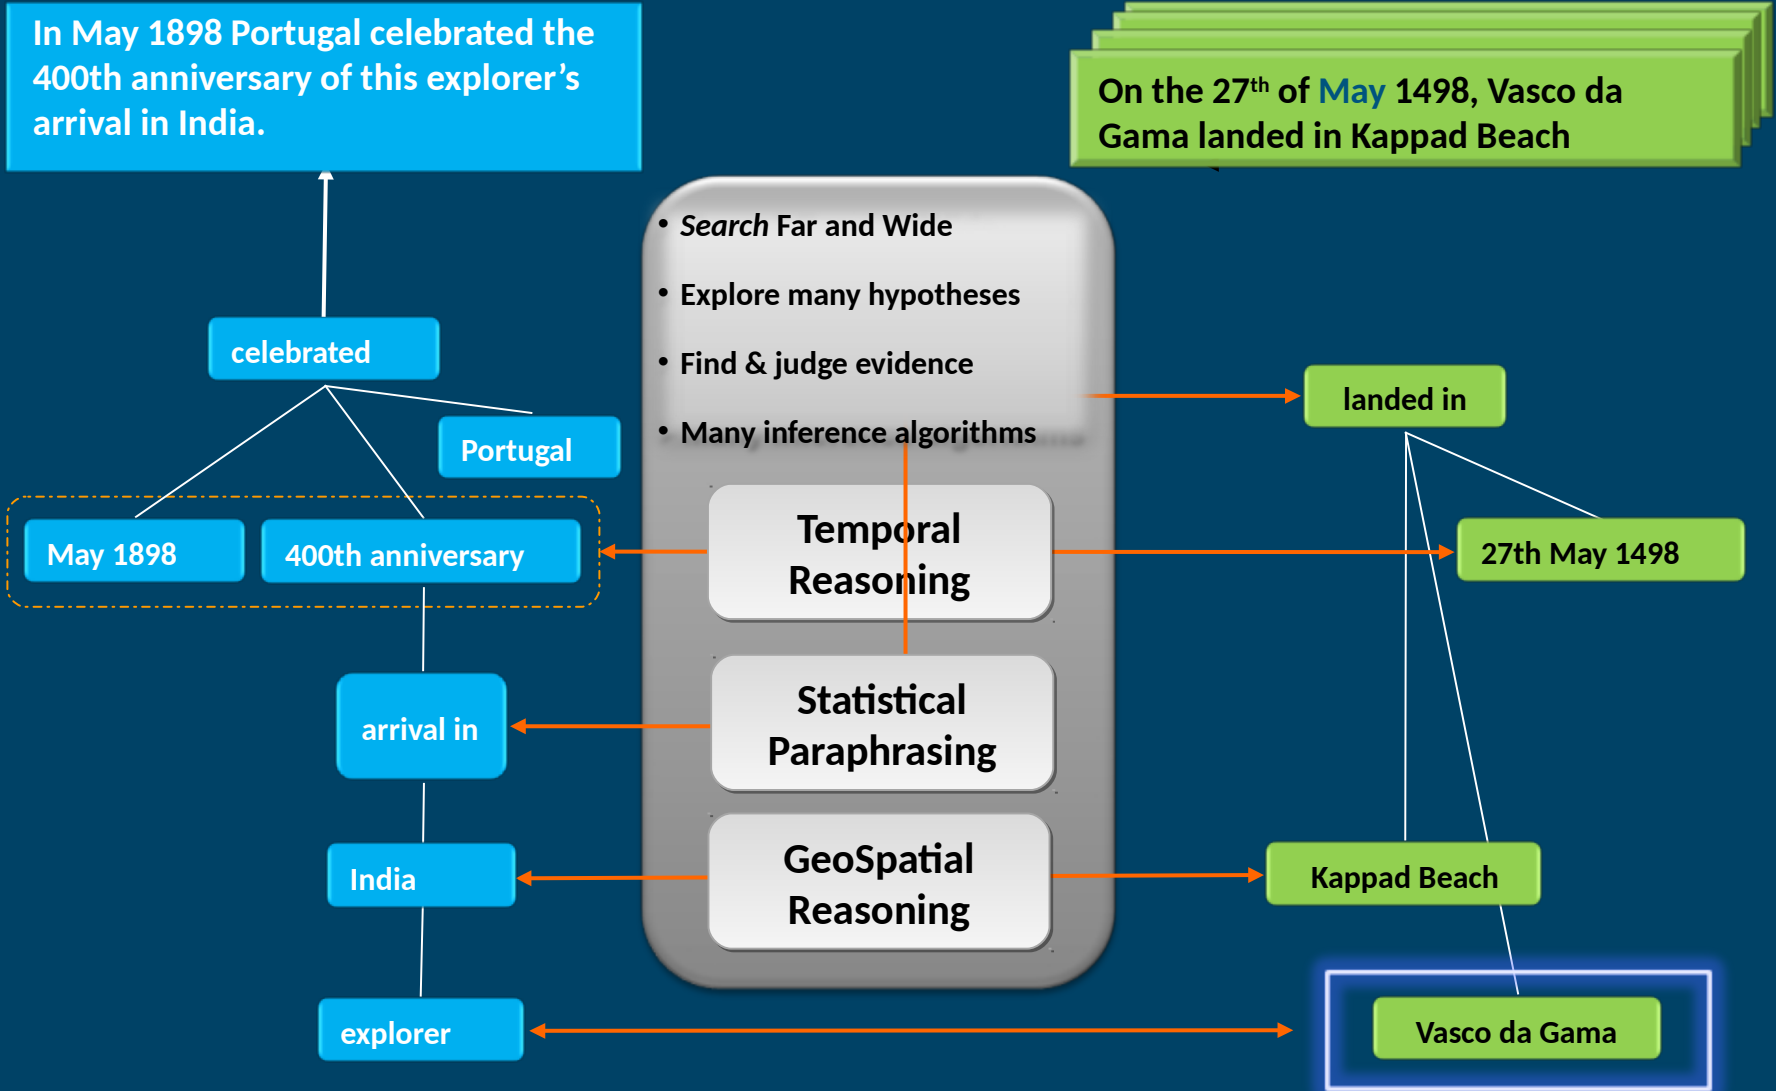 In May 1898 Portugal celebrated the
400th anniversary of this explorer’s
arrival in India.
On the 27th of May 1498, Vasco da
Gama landed in Kappad Beach
• Search Far and Wide
• Explore many hypotheses
• Find & judge evidence
• Many inference algorithms
celebrated
Portugal
May 1898
400th anniversary
arrival in
India
explorer
Temporal
Reasoning
Statistical
Paraphrasing
GeoSpatial
Reasoning
landed in
27th May 1498
Kappad Beach
Vasco da Gama